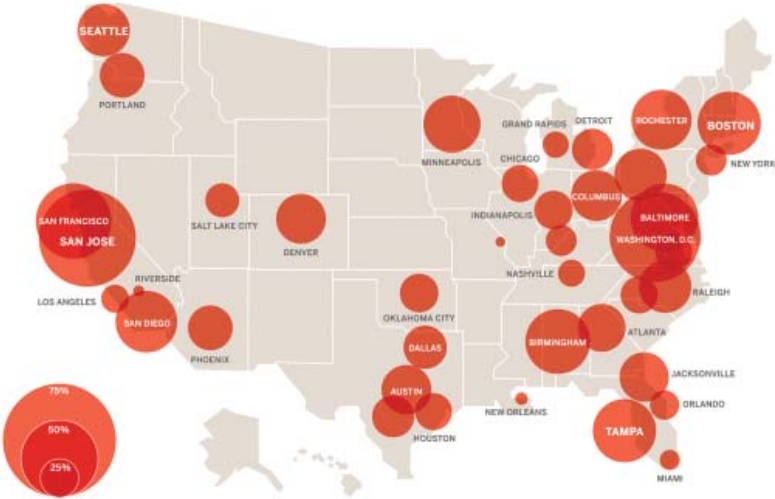 SEATTLE
PORTLAND
MINNEAPOLIS
GRAND RAPIDS
DETROIT
ROCHESTER
BOSTON
NEW YORK
CHICAGO
COLUMBUS
SAN FRANCISCO
SAN JOSE
SALT LAKE CITY
DENVER
INDIANAPOLIS
BALTIMORE
WASHINGTON, D.C.
NASHVILLE
RIVERSIDE
LOS ANGELES
SAN DIEGO
PHOENIX
OKLAHOMA CITY
RALEIGH
DALLAS
BIRMINGHAM
ATLANTA
AUSTIN
HOUSTON
NEW ORLEANS
JACKSONVILLE
ORLANDO
TAMPA
MIAMI
75%
50%
25%